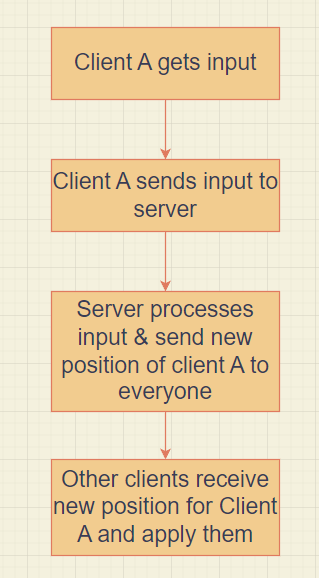 Client A gets input
Client A sends input to
server
Server processes
input & send new
position of client A to
everyone
Other clients receive
new position for Client
A and apply them